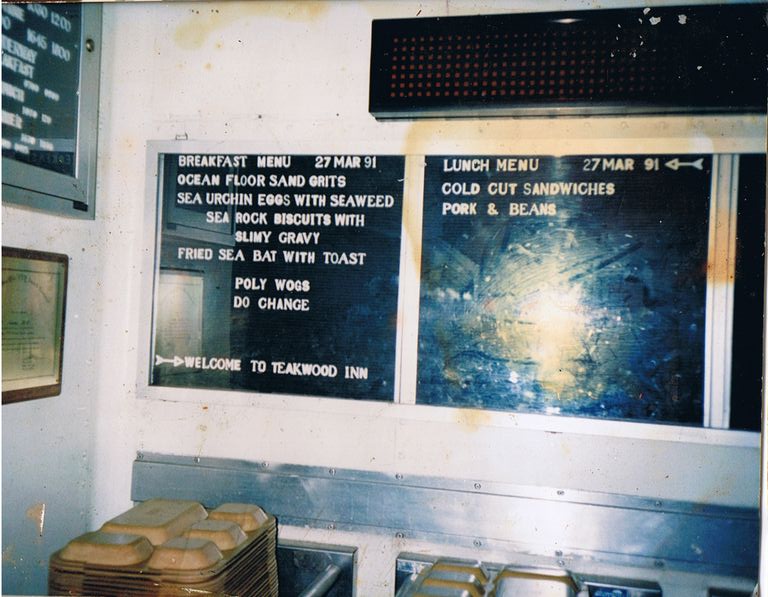 1645 1800
BREAKFAST MENU 27 MAR 91
OCEAN FLOOR SAND GRITS
SEA URCHIN EGGS WITH SEAWEED
SEA ROCK BISCUITS WITH
SLIMY GRAVY
FRIED SEA BAT WITH TOAST
POLY WOGS
DO CHANGE
WELCOME TO TEAKWOOD INN
LUNCH MENU 27 MAR 91
COLD CUT SANDWICHES
PORK & BEANS